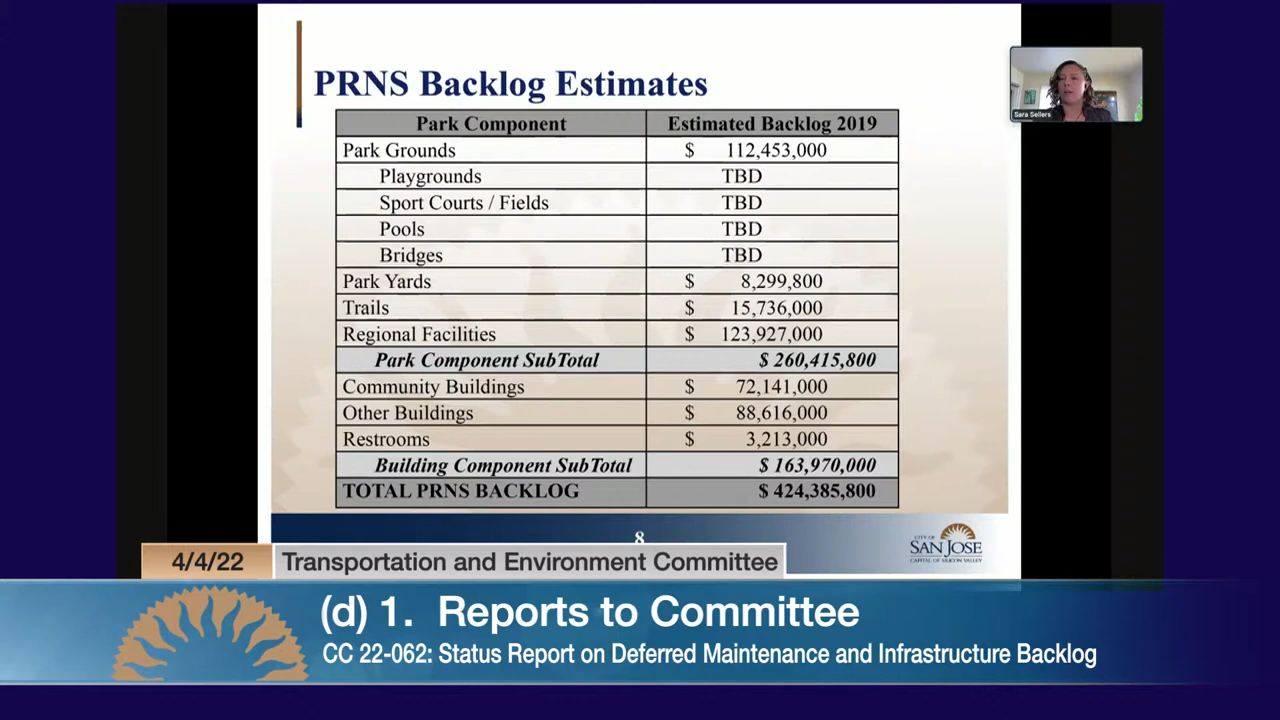 PRNS Backlog Estimates
Sara Sellers
Park Component Estimated Backlog 2019
Park Grounds $ 112,453,000
Playgrounds TBD
Sport Courts / Fields TBD
Pools TBD
Bridges TBD
Park Yards $ 8,299,800
Trails $ 15,736,000
Regional Facilities $ 123,927,000
Park Component SubTotal $ 260,415,800
Community Buildings $ 72,141,000
Other Buildings $ 88,616,000
Restrooms $ 3,213,000
Building Component SubTotal $ 163,970,000
TOTAL PRNS BACKLOG $ 424,385,800
8
CITY OF
SAN JOSE
CAPITAL OF SILICON VALLEY
4/4/22 Transportation and Environment Committee
(d) 1. Reports to Committee
CC 22-062: Status Report on Deferred Maintenance and Infrastructure Backlog